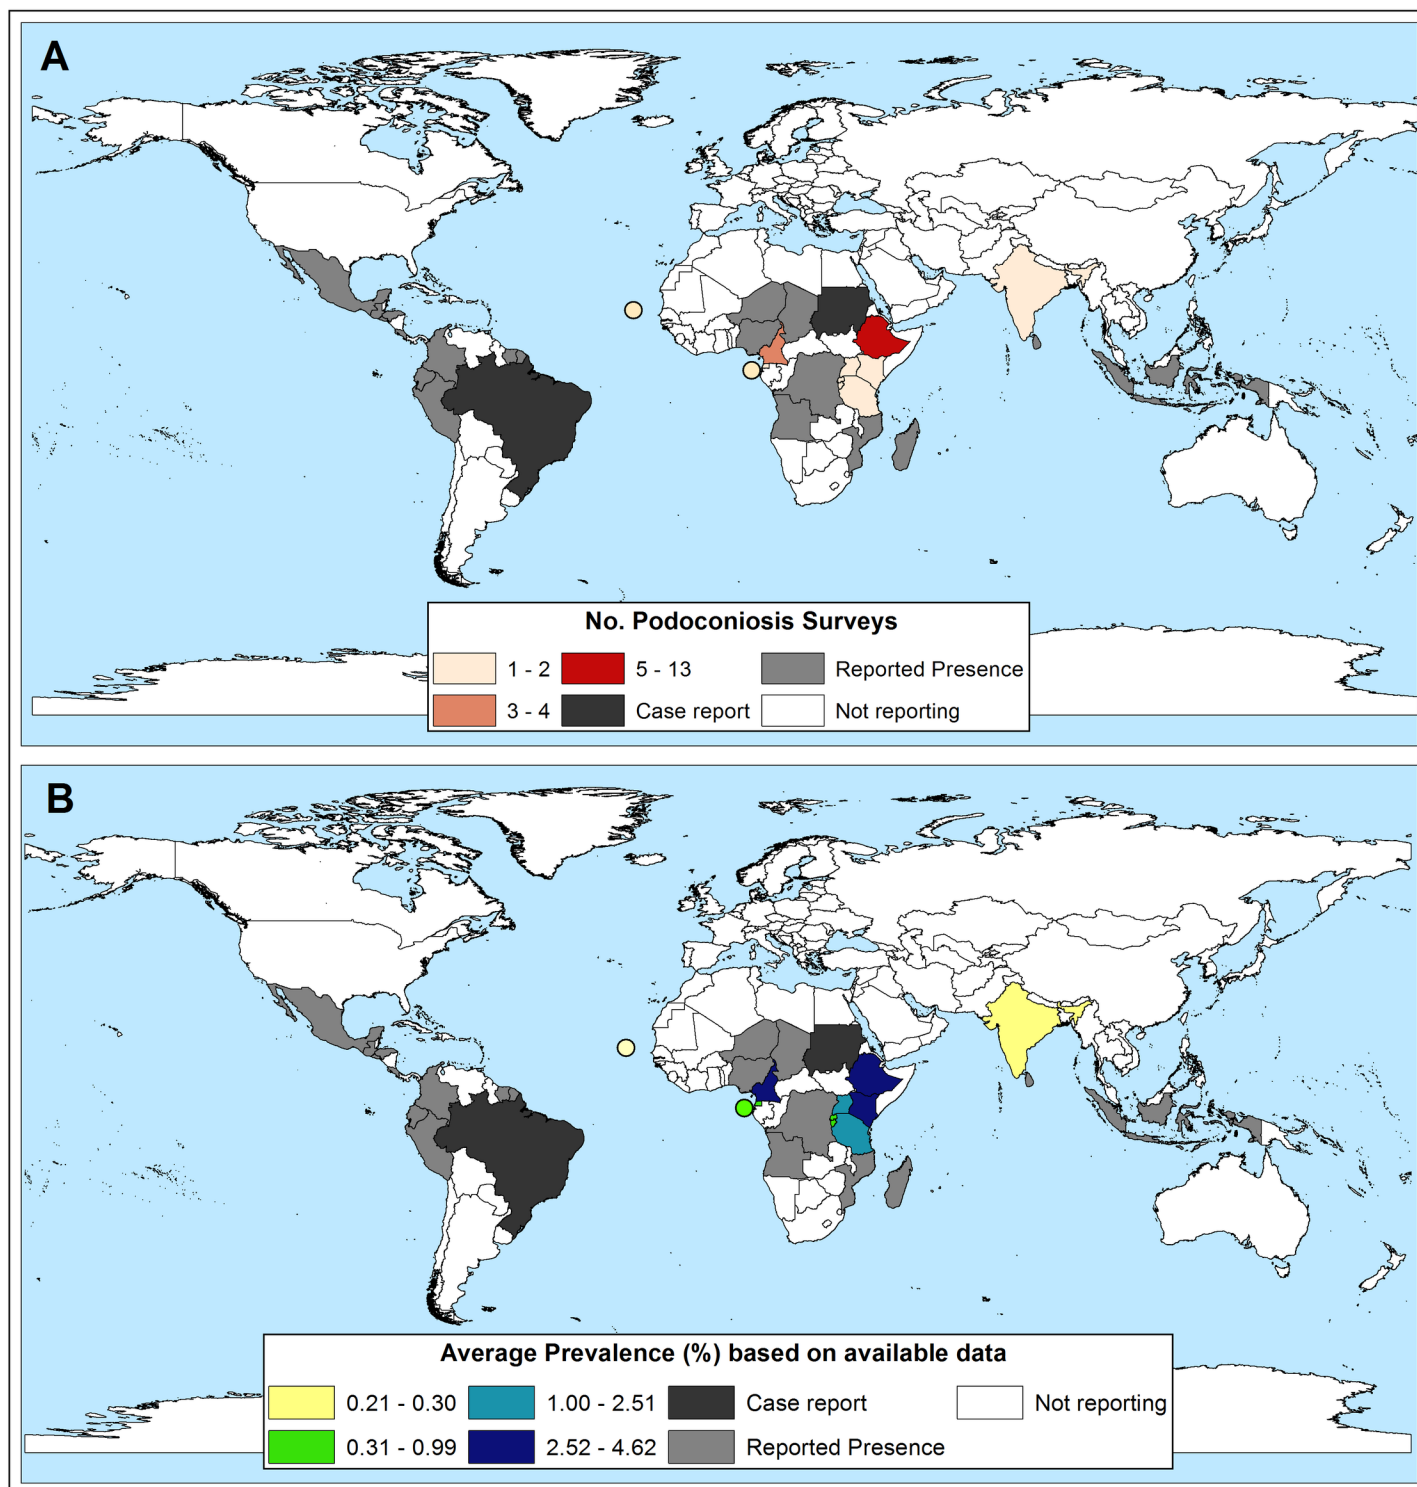 A
No. Podoconiosis Surveys
1 - 2 5 - 13 Reported Presence
3 - 4 Case report Not reporting
B
Average Prevalence (%) based on available data
0.21 - 0.30 1.00 - 2.51 Case report Not reporting
0.31 - 0.99 2.52 - 4.62 Reported Presence